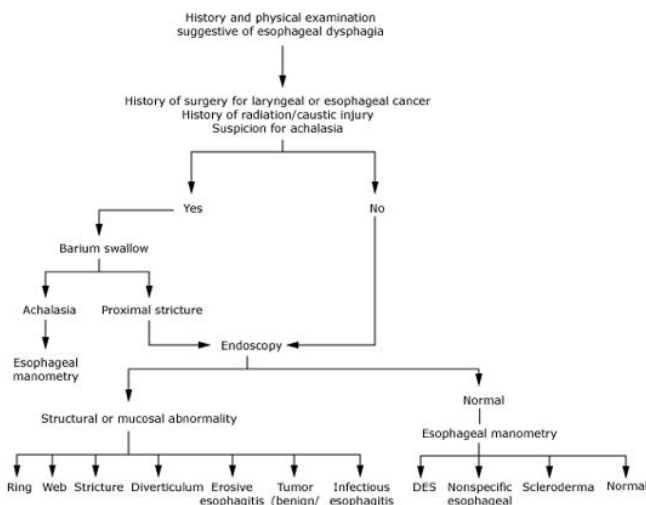 History and physical examination
suggestive of esophageal dysphagia
History of surgery for laryngeal or esophageal cancer
History of radiation/caustic injury
Suspicion for achalasia
Yes
No
Barium swallow
Achalasia
Proximal stricture
Esophageal
manometry
Endoscopy
Structural or mucosal abnormality
Normal
Esophageal manometry
Ring
Web
Stricture
Diverticulum
Erosive
esophagitis
Tumor
(benign/
Infectious
esophagitis
DES
Nonspecific
esophageal
Scleroderma
Normal